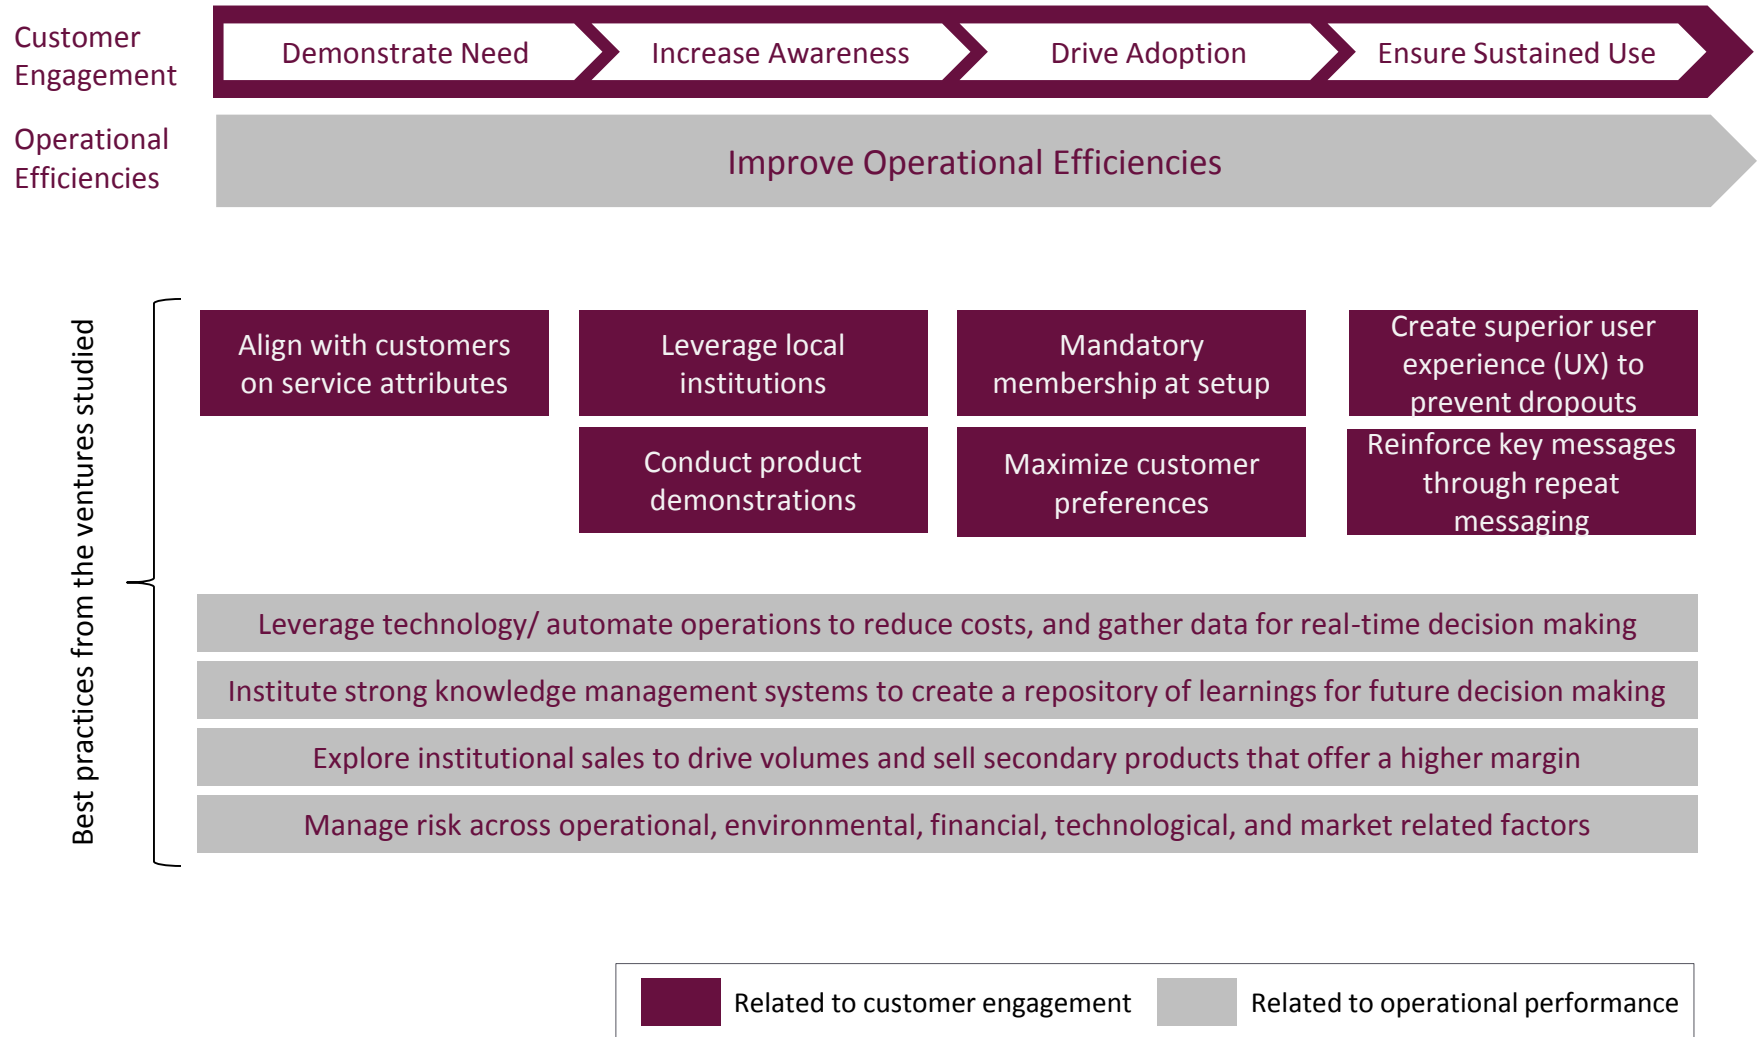 Customer
Engagement
Demonstrate Need
Increase Awareness
Drive Adoption
Ensure Sustained Use
Operational
Efficiencies
Improve Operational Efficiencies
Best practices from the ventures studied
Align with customers
on service attributes
Leverage local
institutions
Mandatory
membership at setup
Create superior user
experience (UX) to
prevent dropouts
Conduct product
demonstrations
Maximize customer
preferences
Reinforce key messages
through repeat
messaging
Leverage technology/ automate operations to reduce costs, and gather data for real-time decision making
Institute strong knowledge management systems to create a repository of learnings for future decision making
Explore institutional sales to drive volumes and sell secondary products that offer a higher margin
Manage risk across operational, environmental, financial, technological, and market related factors
Related to customer engagement
Related to operational performance